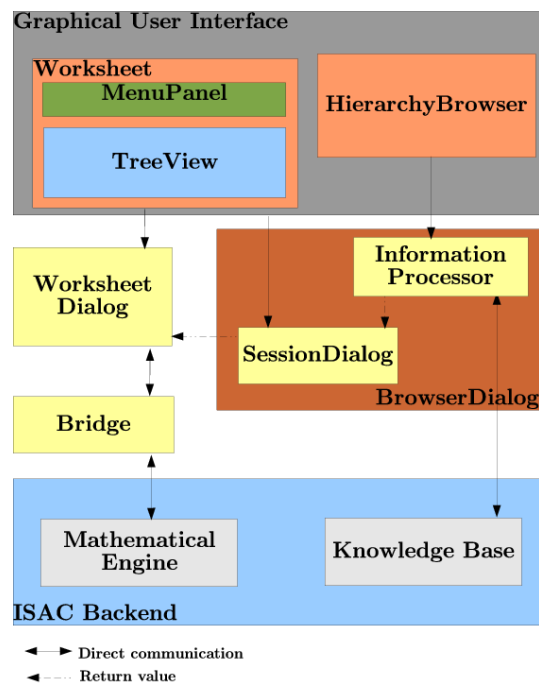 Graphical User Interface
Worksheet
MenuPanel
TreeView
HierarchyBrowser
Worksheet
Dialog
Information
Processor
SessionDialog
BrowserDialog
Bridge
Mathematical
Engine
Knowledge Base
ISAC Backend
Direct communication
Return value